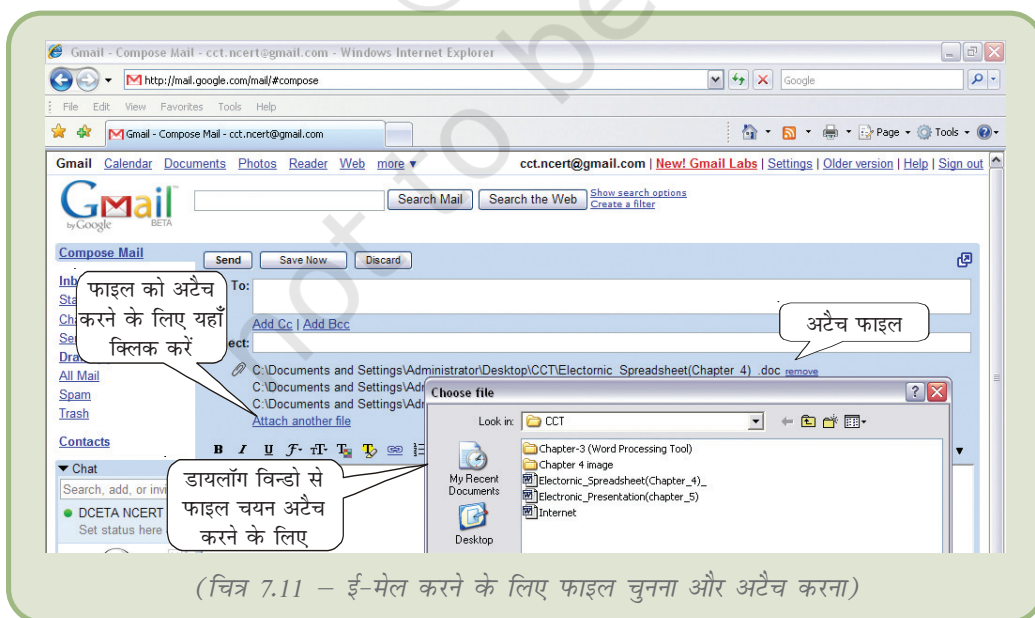 Gmail - Compose Mail - cct.ncert@gmail.com - Windows Internet Explorer
http://mail.google.com/mail/#compose
Google
File Edit View Favorites Tools Help
Gmail - Compose Mail - cct.ncert@gmail.com
Page Tools
Gmail Calendar Documents Photos Reader Web more
cct.ncert@gmail.com | New! Gmail Labs | Settings | Older version | Help | Sign out
Gmail
by Google BETA
Search Mail Search the Web Show search options
Create a filter
Compose Mail
Send Save Now Discard
To:
फाइल को अटैच
करने के लिए यहाँ
क्लिक करें
Add Cc | Add Bcc
अटैच फाइल
All Mail
Spam
Trash
Contacts
C:\Documents and Settings\Administrator\Desktop\CCT\Electornic Spreadsheet(Chapter 4) .doc remove
C:\Documents and Settings\Adr
C:\Documents and Settings\Adr
Attach another file
B I U
Choose file
Look in: CCT
My Recent
Documents
Desktop
Chapter-3 (Word Processing Tool)
Chapter 4 image
Electornic_Spreadsheet(Chapter_4)_
Electronic_Presentation(chapter_5)
Internet
Chat
Search, add, or invi
DCETA NCERT
Set status here
डायलॉग विन्डो से
फाइल चयन अटैच
करने के लिए
(चित्र 7.11 – ई-मेल करने के लिए फाइल चुनना और अटैच करना)
not to be